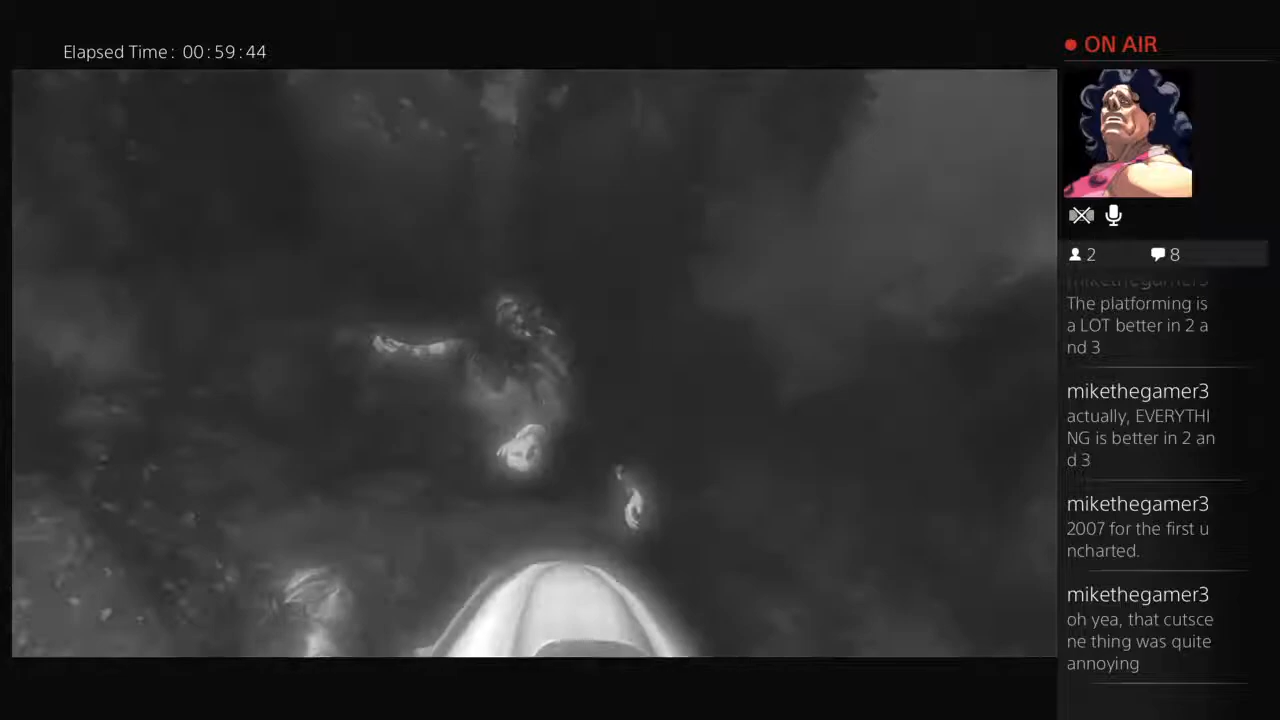 Elapsed Time: 00:59:44
ON AIR
2
8
mikethegamer3
The platforming is
a LOT better in 2 a
nd 3
mikethegamer3
actually, EVERYTHI
NG is better in 2 an
d 3
mikethegamer3
2007 for the first u
ncharted.
mikethegamer3
oh yea, that cutsce
ne thing was quite
annoying